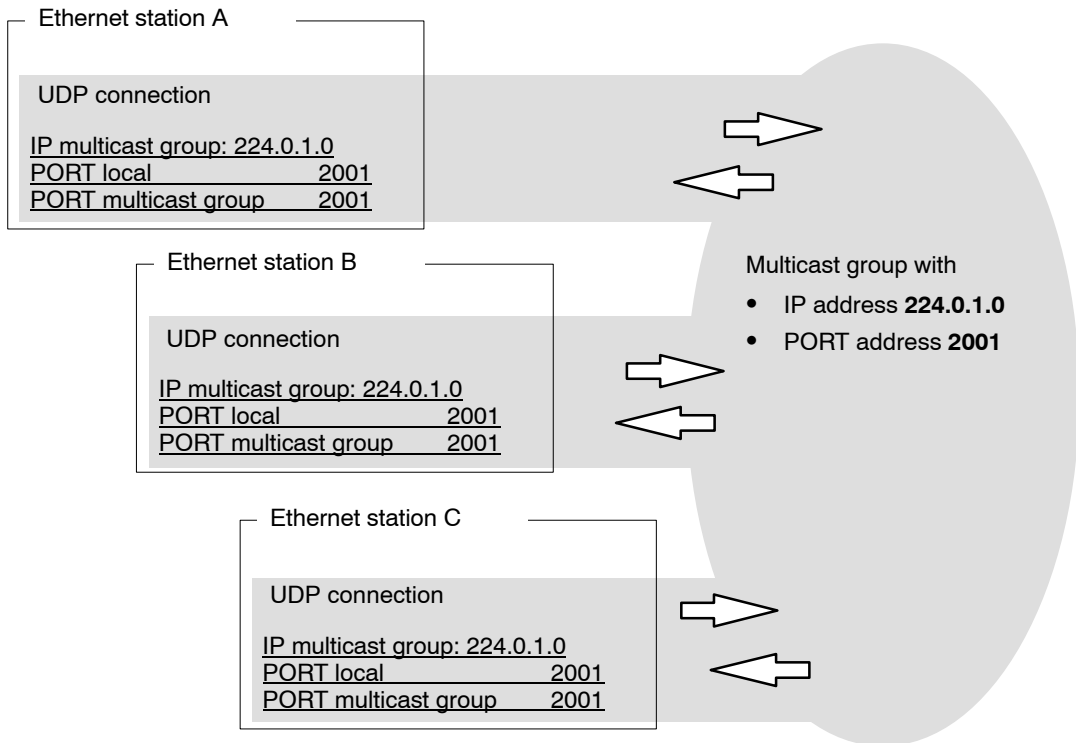 Ethernet station A
UDP connection
IP multicast group: 224.0.1.0
PORT local 2001
PORT multicast group 2001
Ethernet station B
UDP connection
IP multicast group: 224.0.1.0
PORT local 2001
PORT multicast group 2001
Multicast group with
• IP address 224.0.1.0
• PORT address 2001
Ethernet station C
UDP connection
IP multicast group: 224.0.1.0
PORT local 2001
PORT multicast group 2001